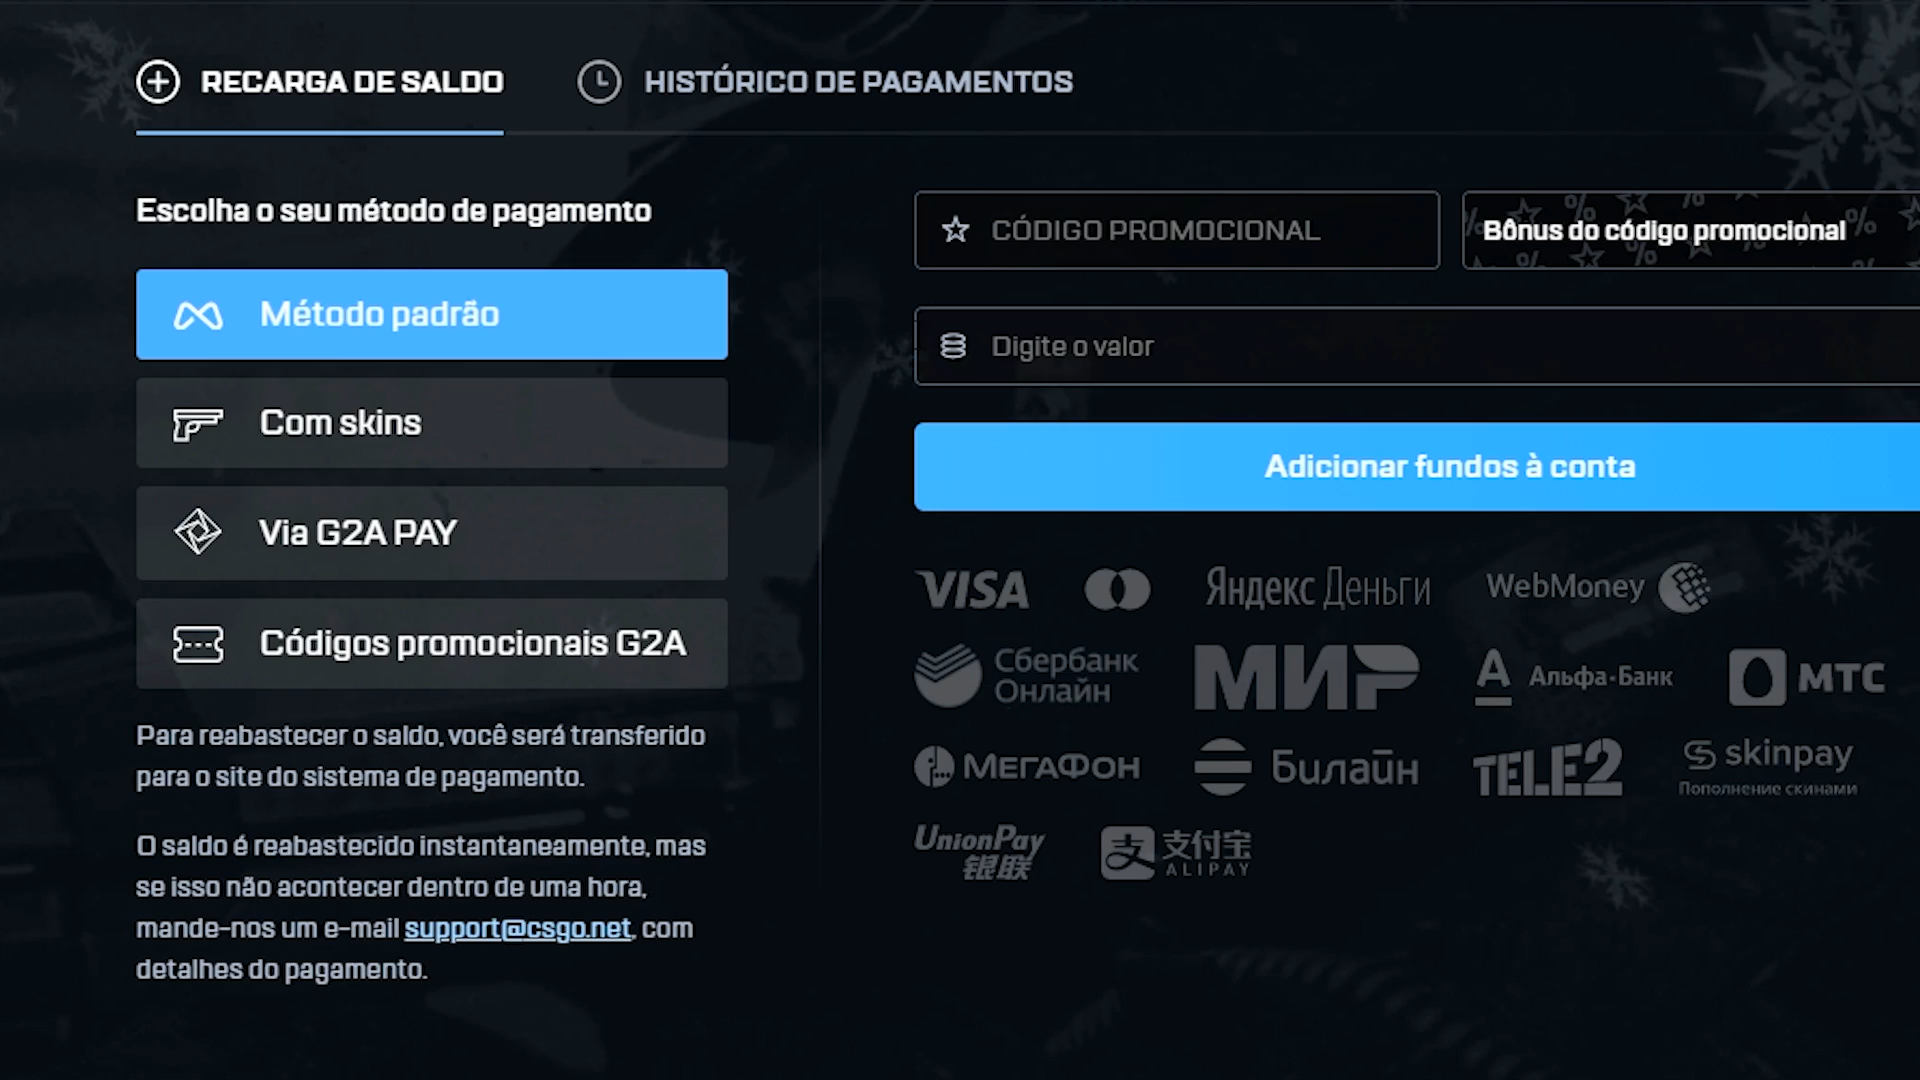 RECARGA DE SALDO
HISTÓRICO DE PAGAMENTOS
Escolha o seu método de pagamento
Método padrão
Com skins
Via G2A PAY
Códigos promocionais G2A
Para reabastecer o saldo, você será transferido
para o site do sistema de pagamento.
O saldo é reabastecido instantaneamente, mas
se isso não acontecer dentro de uma hora,
mande-nos um e-mail support@csgo.net, com
detalhes do pagamento.
CÓDIGO PROMOCIONAL
Bônus do código promocional
Digite o valor
Adicionar fundos à conta
VISA
Яндекс Деньги
WebMoney
Сбербанк
Онлайн
МИР
Альфа·Банк
МТС
МЕГАФОН
Билайн
TELE2
skinpay
Пополнение скинами
UnionPay
银联
支付宝
ALIPAY